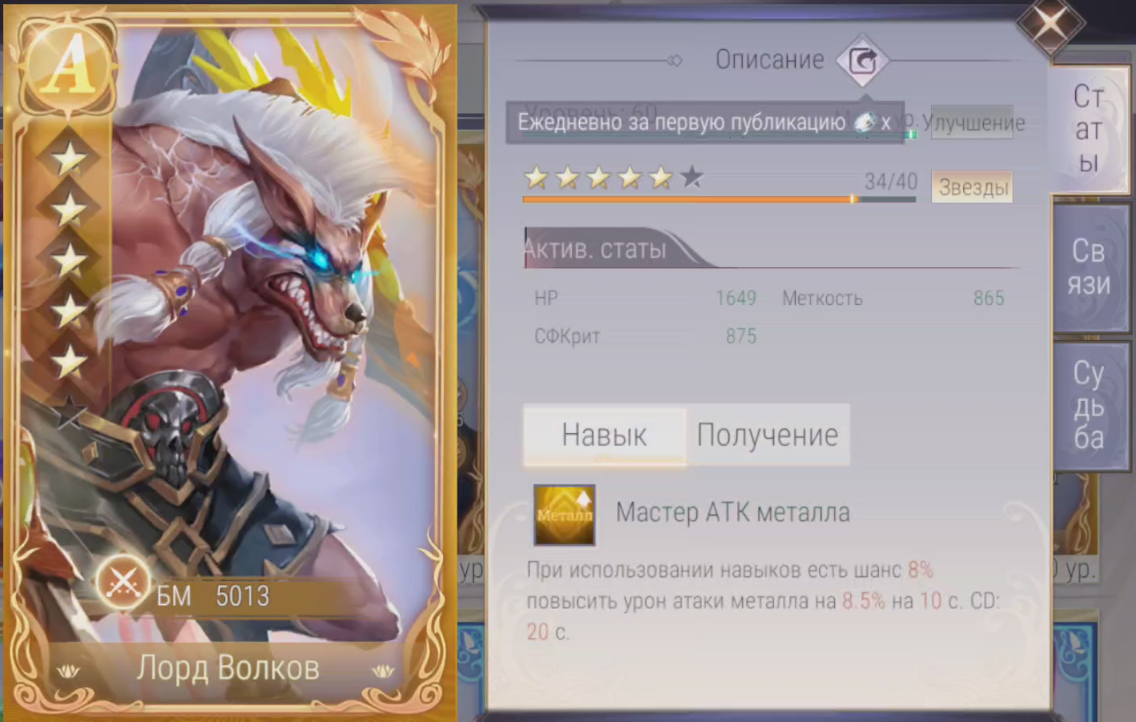 A
Описание
Уровень: 60
Ежедневно за первую публикацию x
Улучшение
34/40
Звезды
Актив. статы
HP 1649 Меткость 865
СФКрит 875
Навык Получение
Металл
Мастер АТК металла
При использовании навыков есть шанс 8%
повысить урон атаки металла на 8.5% на 10 с. CD:
20 с.
БМ 5013
Лорд Волков
Ст
ат
ы
Св
язи
Су
дь
ба
ур
ур.